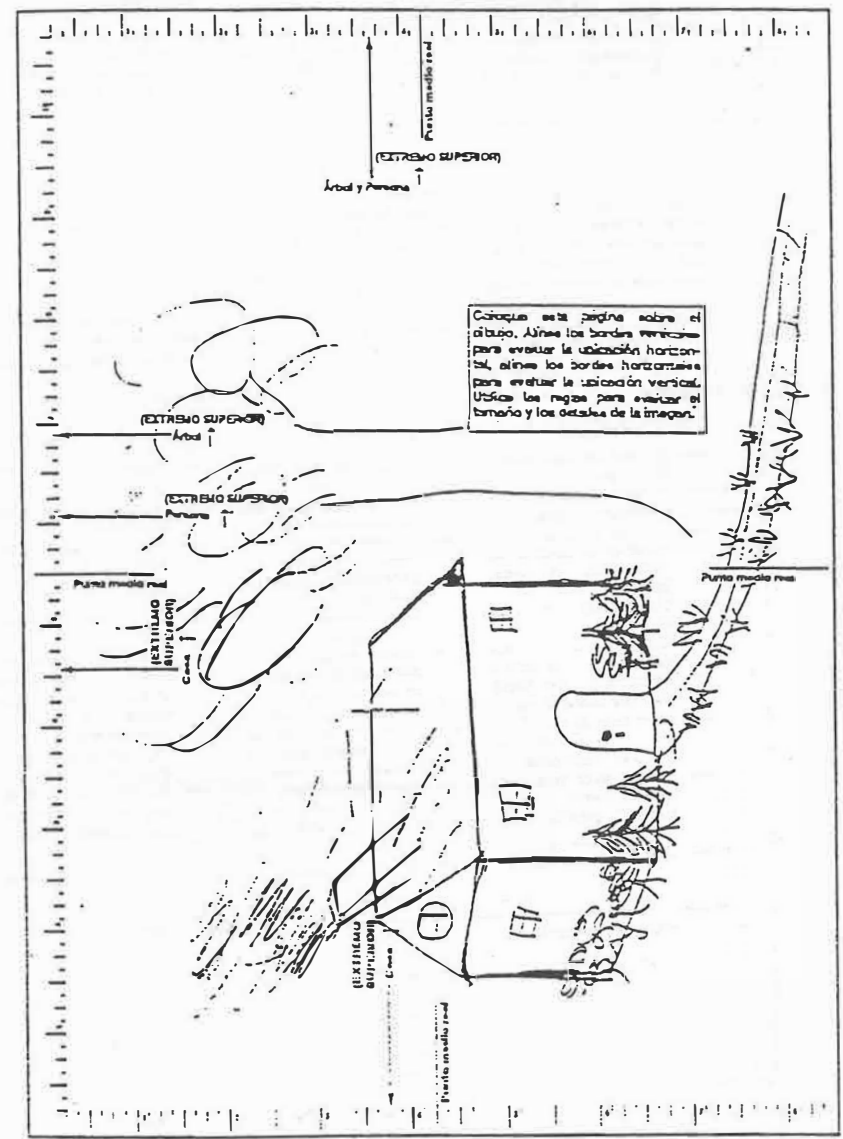 Punto medio real
(EXTREMO SUPERIOR)
Árbol y Persona
Coloque esta página sobre el
dibujo. Alinee los bordes verticales
para evaluar la ubicación horizon-
tal, alinee los bordes horizontales
para evaluar la ubicación vertical.
Utilice las reglas para evaluar el
tamaño y los detalles de la imagen.
(EXTREMO SUPERIOR)
Árbol
(EXTREMO SUPERIOR)
Persona
Punto medio real
Punto medio real
(EXTREMO
SUPERIOR)
Casa
(EXTREMO
SUPERIOR)
Casa
Punto medio real